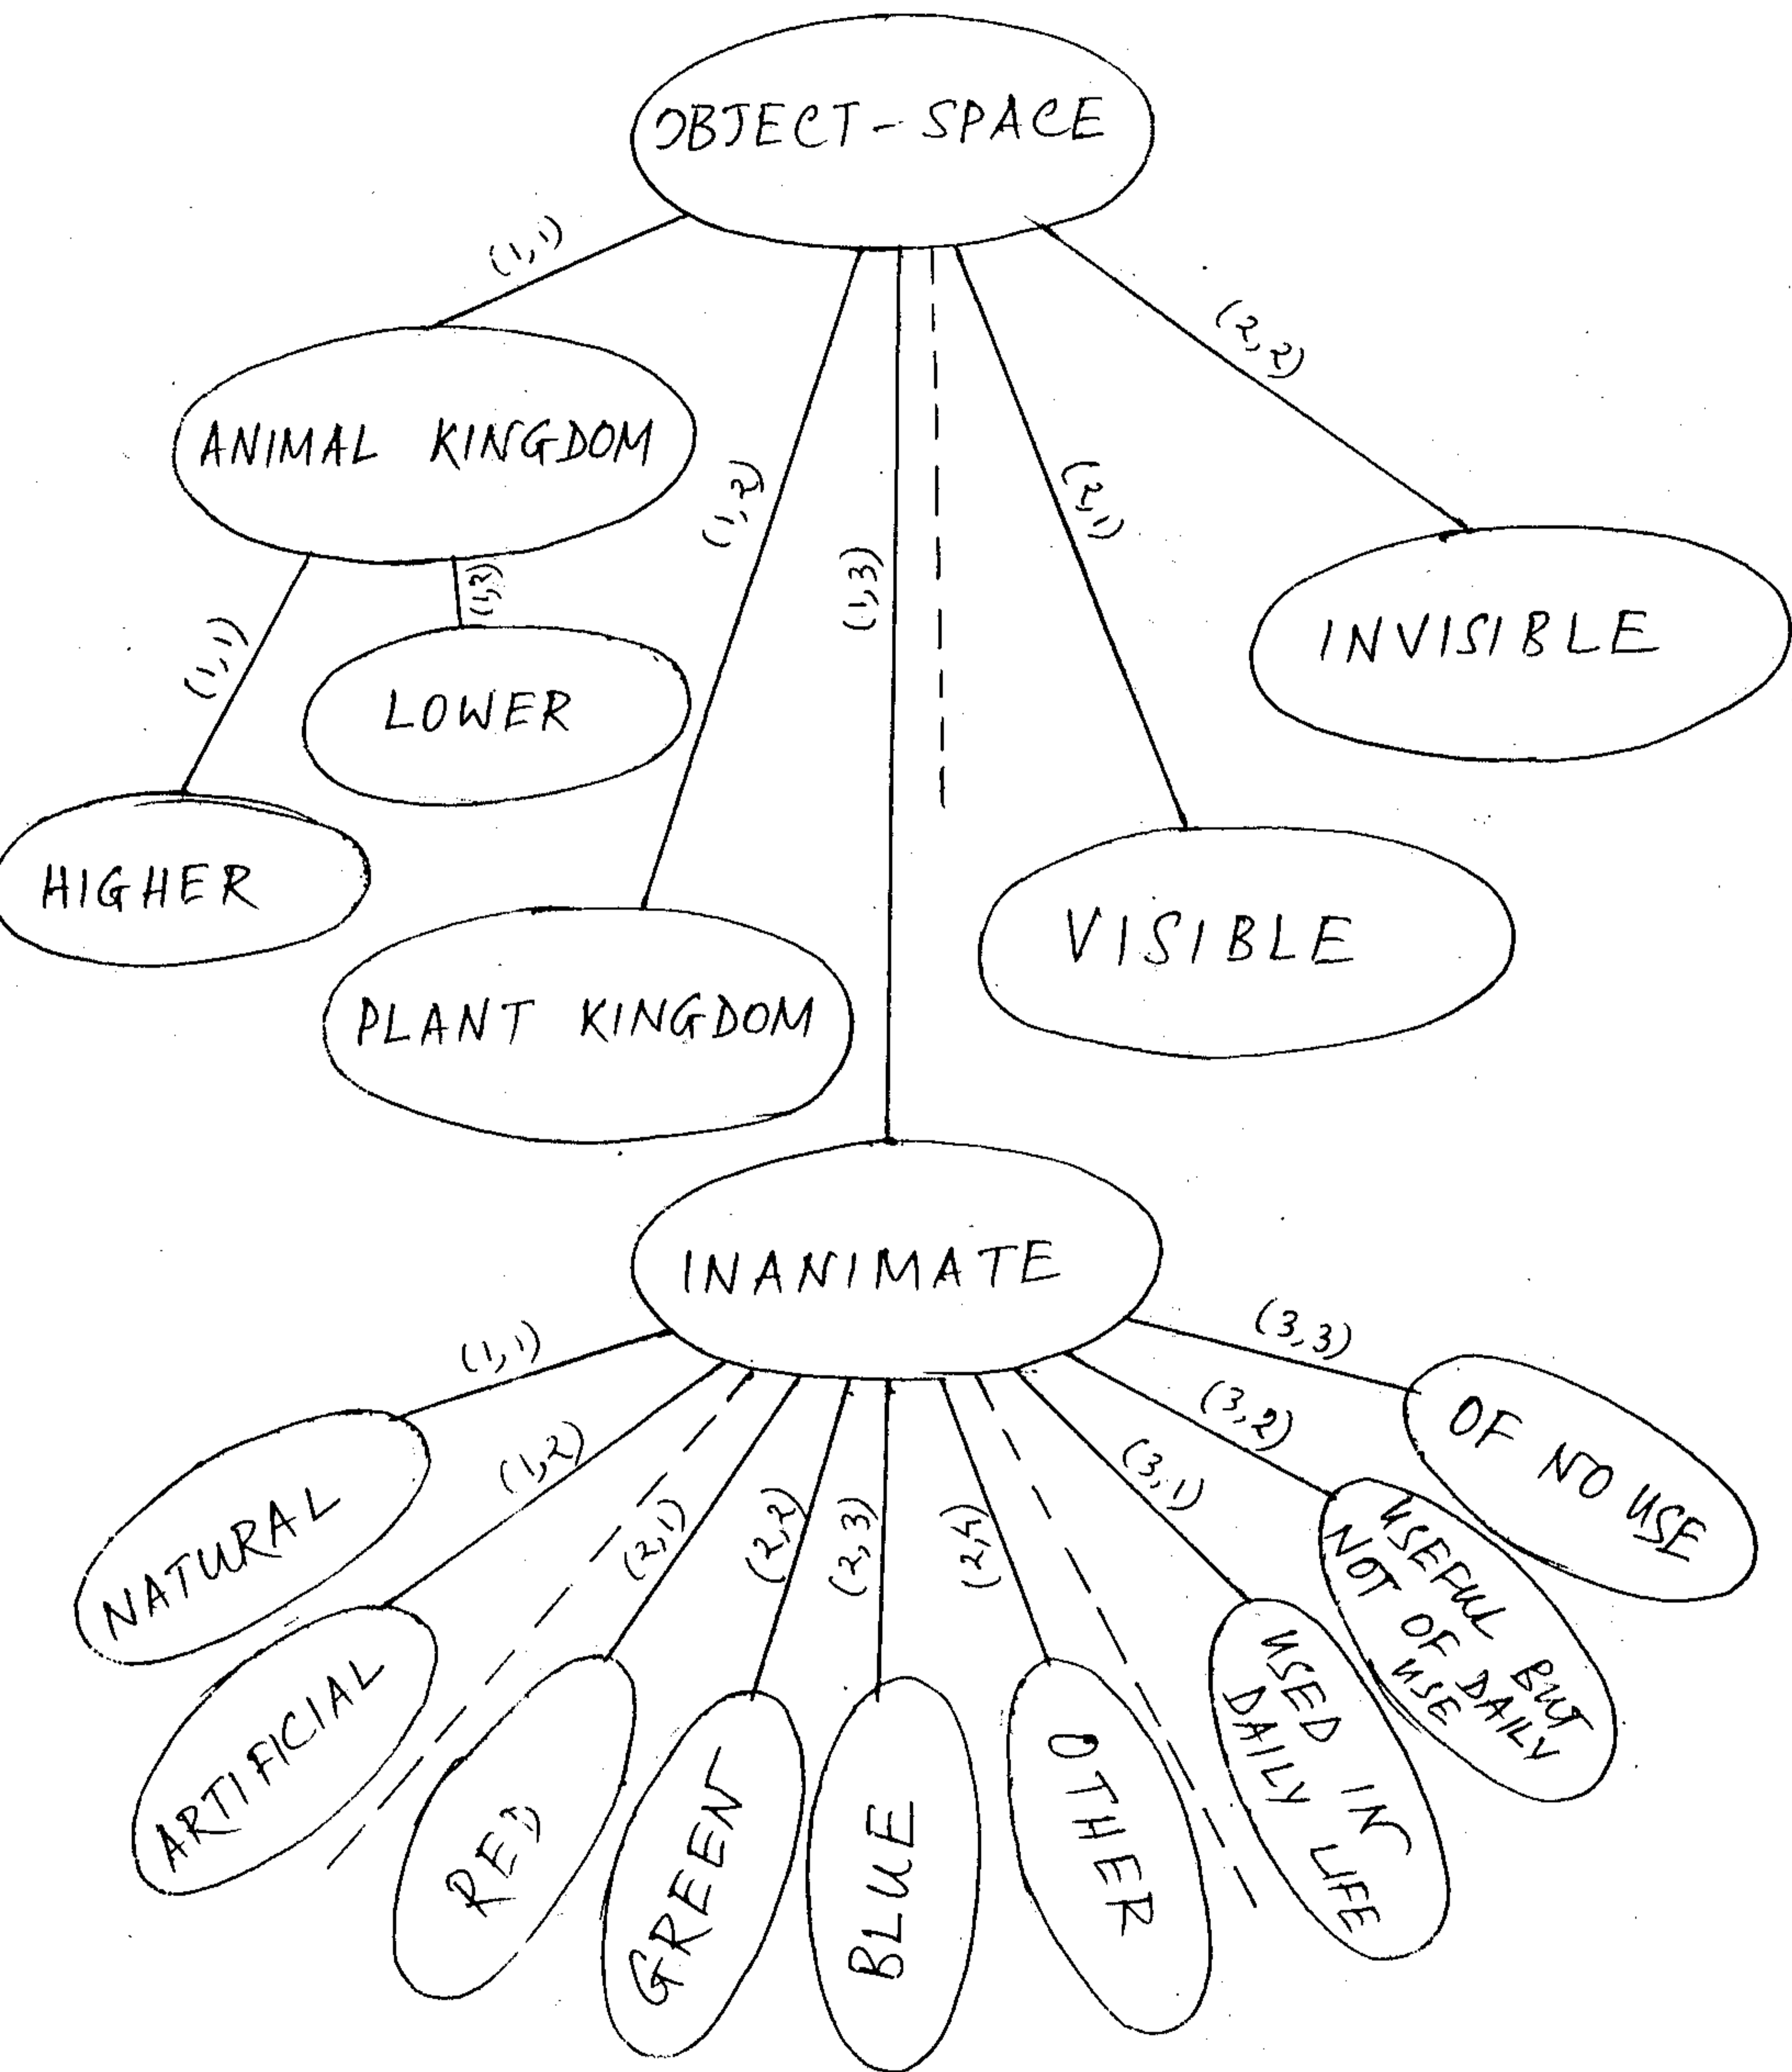 OBJECT - SPACE
(1,1)
(2,2)
ANIMAL KINGDOM
(1,2)
(2,1)
(1,3)
(1,2)
INVISIBLE
(1,1)
LOWER
HIGHER
VISIBLE
PLANT KINGDOM
INANIMATE
(3,3)
(1,1)
(3,2)
OF NO USE
(1,2)
(3,1)
(2,1)
(2,2)
(2,3)
(2,4)
NATURAL
USEFUL BUT
NOT OF DAILY
USE
ARTIFICIAL
USED IN
DAILY LIFE
RED
GREEN
BLUE
OTHER